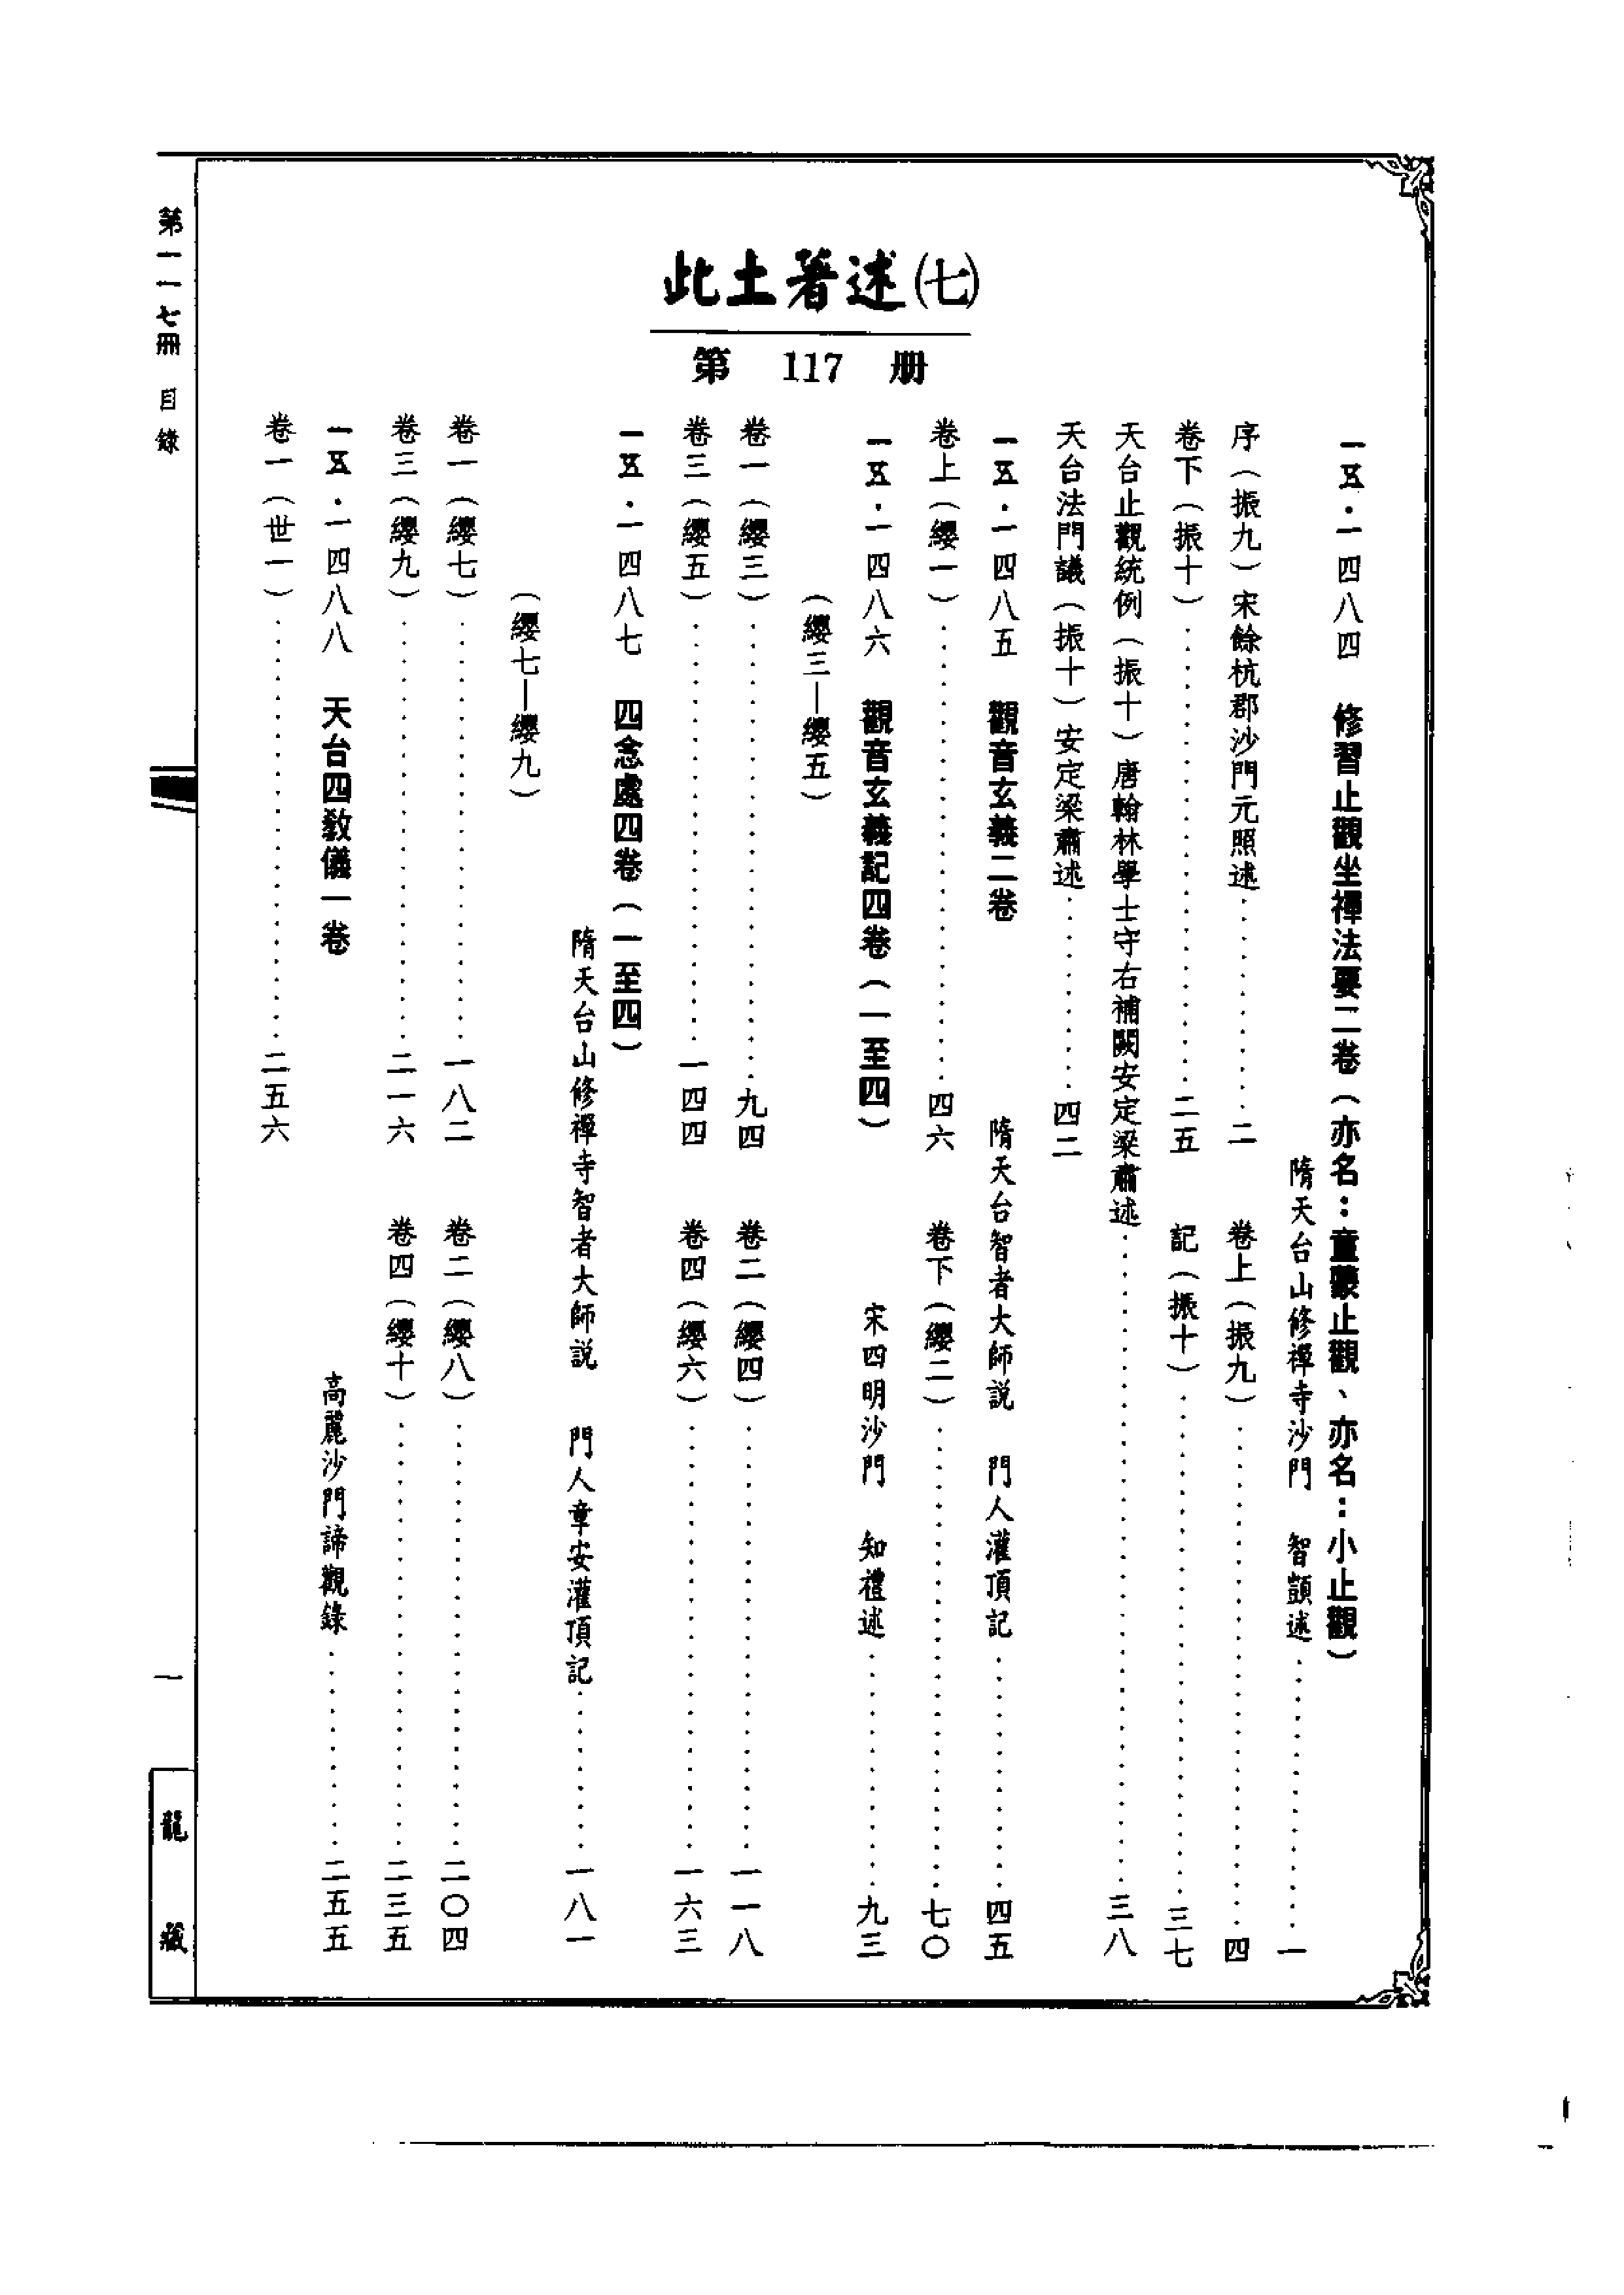 此土著述(七)
第 117 册
一五·一四八四 修習止觀坐禪法要二卷(亦名:童蒙止觀、亦名:小止觀)
隋天台山修禪寺沙門 智顗述……一
序(振九)宋餘杭郡沙門元照述……二 卷上(振九)……四
卷下(振十)……二五 記(振十)……三七
天台止觀統例(振十)唐翰林學士守右補闕安定梁肅述……三八
天台法門議(振十)安定梁肅述……四二
一五·一四八五 觀音玄義二卷 隋天台智者大師説 門人灌頂記……四五
卷上(纓一)……四六 卷下(纓二)……七〇
一五·一四八六 觀音玄義記四卷(一至四) 宋四明沙門 知禮述……九三
(纓三—纓五)
卷一(纓三)……九四 卷二(纓四)……一一八
卷三(纓五)……一四四 卷四(纓六)……一六三
一五·一四八七 四念處四卷(一至四)
隋天台山修禪寺智者大師説 門人章安灌頂記……一八一
(纓七—纓九)
卷一(纓七)……一八二 卷二(纓八)……二〇四
卷三(纓九)……二一六 卷四(纓十)……二三五
一五·一四八八 天台四教儀一卷 高麗沙門諦觀錄……二五五
卷一(世一)……二五六
第一一七冊 目錄
一
龍藏